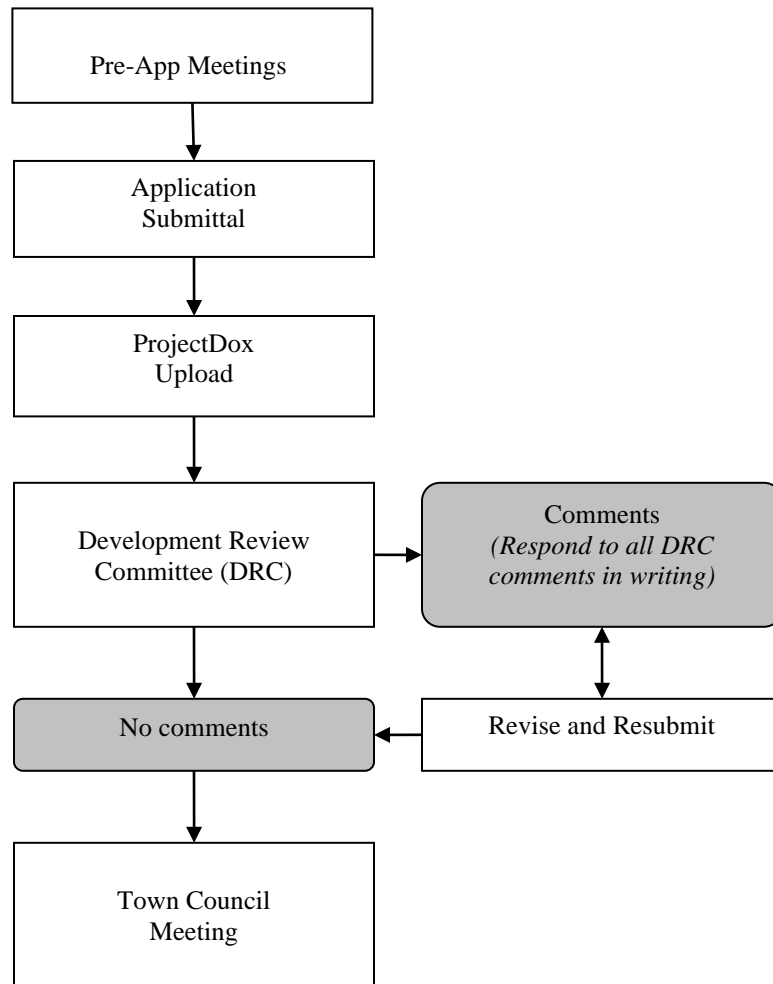 Pre-App Meetings
Application
Submittal
ProjectDox
Upload
Development Review
Committee (DRC)
Comments
(Respond to all DRC
comments in writing)
No comments
Revise and Resubmit
Town Council
Meeting